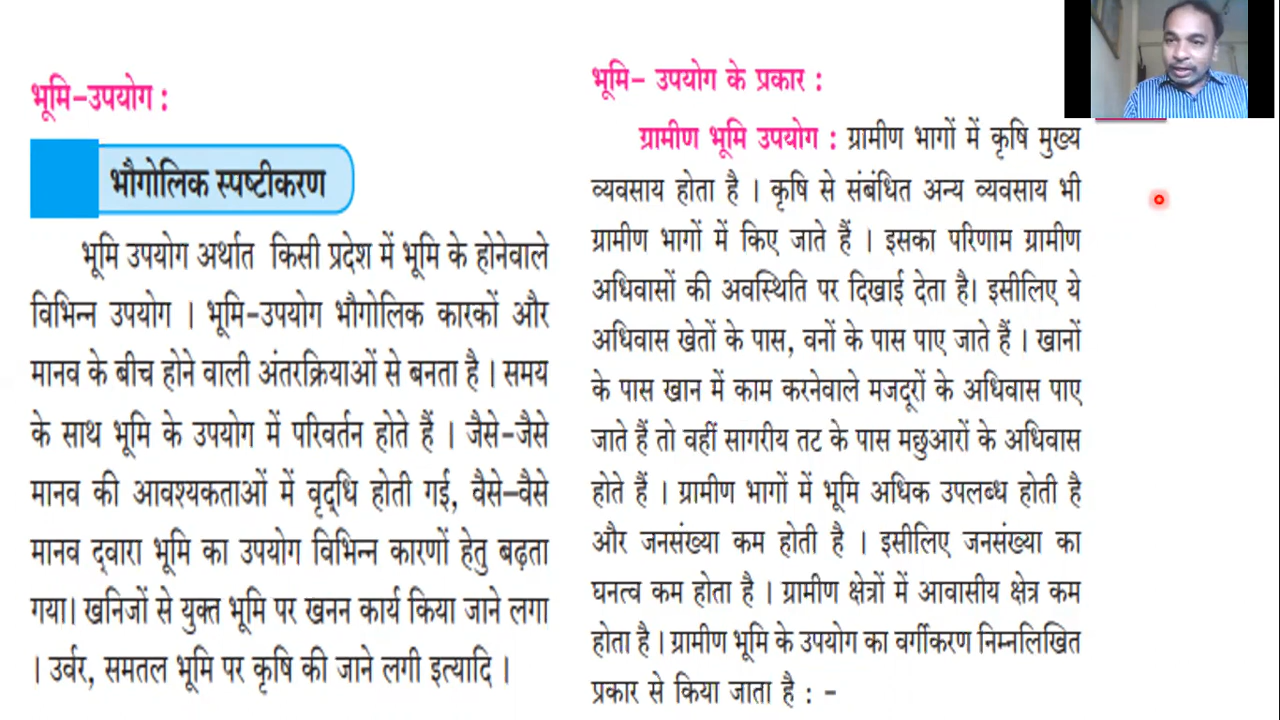 भूमि-उपयोग :
भौगोलिक स्पष्टीकरण
भूमि उपयोग अर्थात किसी प्रदेश में भूमि के होनेवाले
विभिन्न उपयोग । भूमि-उपयोग भौगोलिक कारकों और
मानव के बीच होने वाली अंतरक्रियाओं से बनता है । समय
के साथ भूमि के उपयोग में परिवर्तन होते हैं । जैसे-जैसे
मानव की आवश्यकताओं में वृद्‌धि होती गई, वैसे–वैसे
मानव द्‌वारा भूमि का उपयोग विभिन्न कारणों हेतु बढ़ता
गया। खनिजों से युक्त भूमि पर खनन कार्य किया जाने लगा
। उर्वर, समतल भूमि पर कृषि की जाने लगी इत्यादि ।
भूमि- उपयोग के प्रकार :
ग्रामीण भूमि उपयोग : ग्रामीण भागों में कृषि मुख्य
व्यवसाय होता है । कृषि से संबंधित अन्य व्यवसाय भी
ग्रामीण भागों में किए जाते हैं । इसका परिणाम ग्रामीण
अधिवासों की अवस्थिति पर दिखाई देता है। इसीलिए ये
अधिवास खेतों के पास, वनों के पास पाए जाते हैं । खानों
के पास खान में काम करनेवाले मजदूरों के अधिवास पाए
जाते हैं तो वहीं सागरीय तट के पास मछुआरों के अधिवास
होते हैं । ग्रामीण भागों में भूमि अधिक उपलब्ध होती है
और जनसंख्या कम होती है । इसीलिए जनसंख्या का
घनत्व कम होता है । ग्रामीण क्षेत्रों में आवासीय क्षेत्र कम
होता है । ग्रामीण भूमि के उपयोग का वर्गीकरण निम्नलिखित
प्रकार से किया जाता है : -